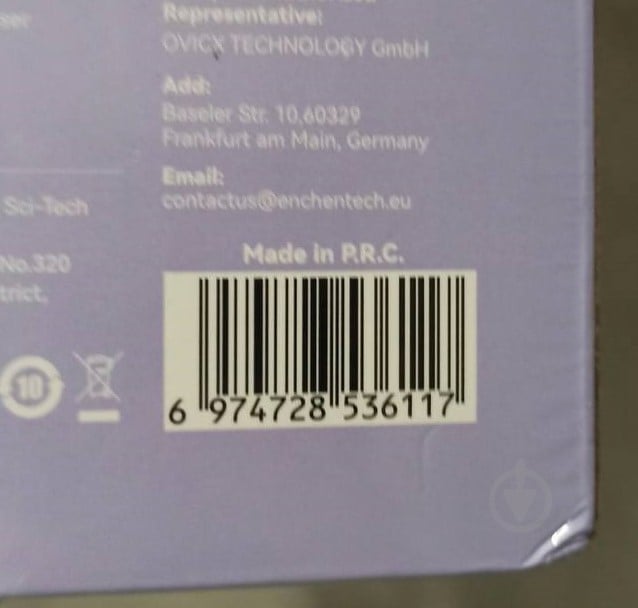 ser
Representative:
OVICX TECHNOLOGY GmbH
Add:
Baseler Str. 10,60329
Frankfurt am Main, Germany
Email:
Sci-Tech
contactus@enchentech.eu
Made in P.R.C.
No.320
trict,
10
6 974728 536117